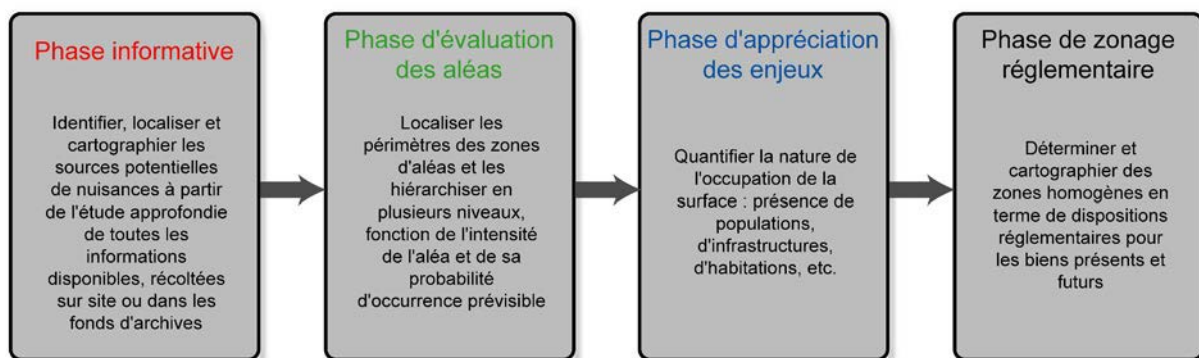 Phase informative
Identifier, localiser et
cartographier les
sources potentielles
de nuisances à partir
de l'étude approfondie
de toutes les
informations
disponibles, récoltées
sur site ou dans les
fonds d'archives
Phase d'évaluation
des aléas
Localiser les
périmètres des zones
d'aléas et les
hiérarchiser en
plusieurs niveaux,
fonction de l'intensité
de l'aléa et de sa
probabilité
d'occurrence prévisible
Phase d'appréciation
des enjeux
Quantifier la nature de
l'occupation de la
surface : présence de
populations,
d'infrastructures,
d'habitations, etc.
Phase de zonage
réglementaire
Déterminer et
cartographier des
zones homogènes en
terme de dispositions
réglementaires pour
les biens présents et
futurs